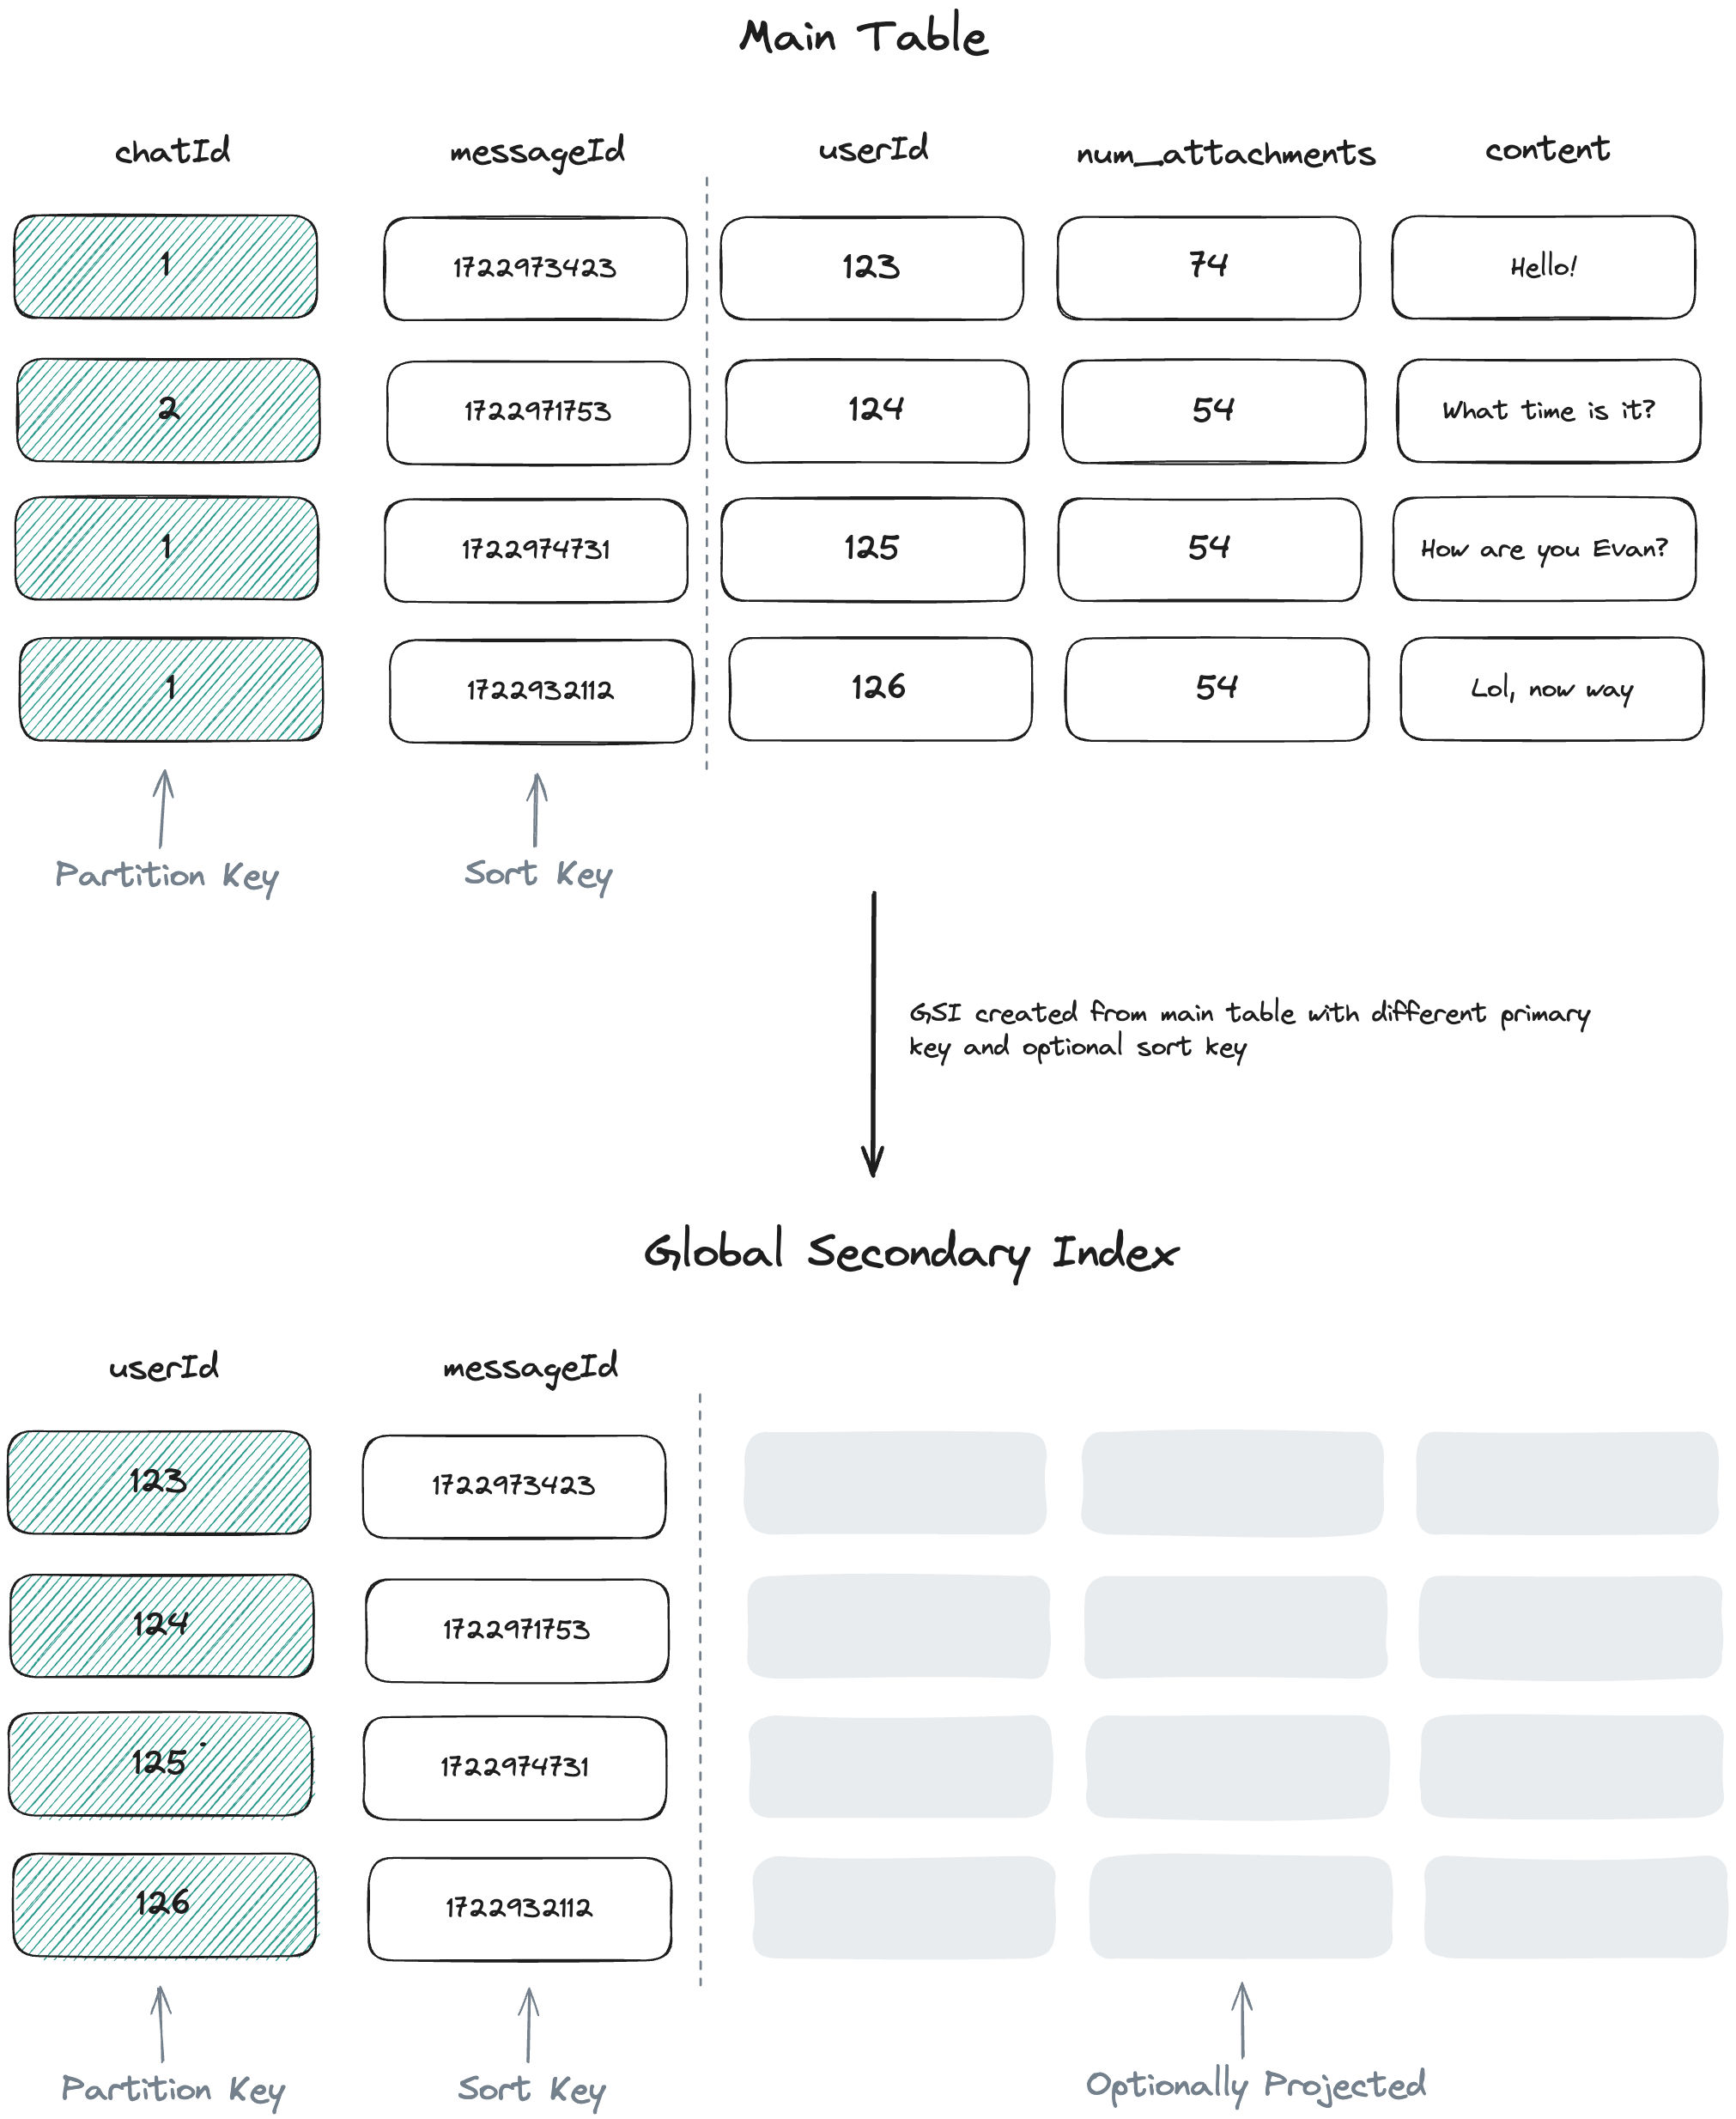 Main Table
chatId messageId userId num_attachments content
1 1722973423 123 74 Hello!
2 1722971753 124 54 What time is it?
1 1722974731 125 54 How are you Evan?
1 1722932112 126 54 Lol, now way
Partition Key Sort Key
GSI created from main table with different primary
key and optional sort key
Global Secondary Index
userId messageId
123 1722973423
124 1722971753
125 1722974731
126 1722932112
Partition Key Sort Key Optionally Projected